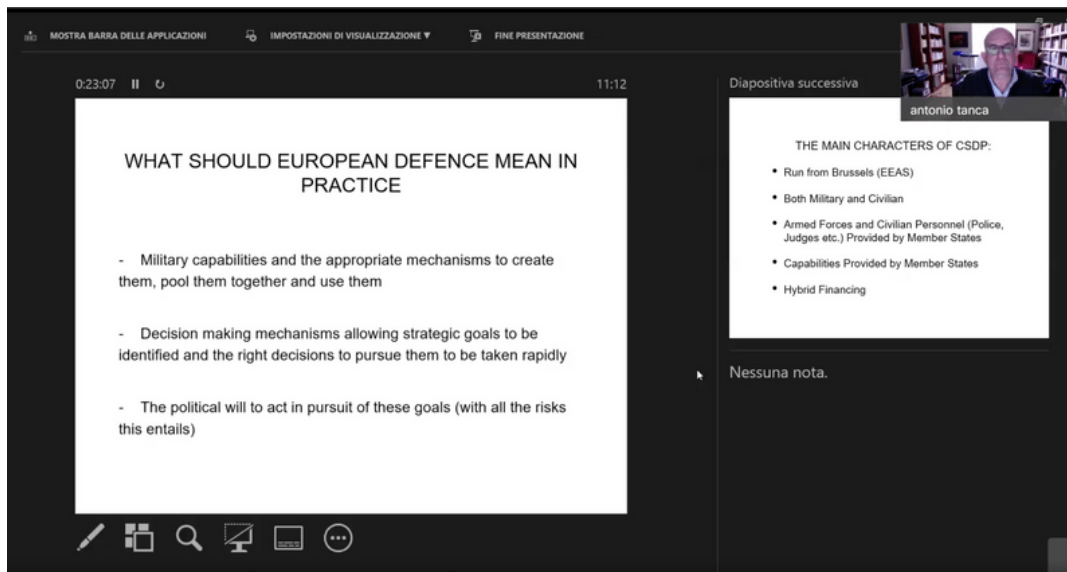 MOSTRA BARRA DELLE APPLICAZIONI
IMPOSTAZIONI DI VISUALIZZAZIONE ▼
FINE PRESENTAZIONE
0:23:07
11:12
WHAT SHOULD EUROPEAN DEFENCE MEAN IN
PRACTICE
- Military capabilities and the appropriate mechanisms to create
them, pool them together and use them
- Decision making mechanisms allowing strategic goals to be
identified and the right decisions to pursue them to be taken rapidly
- The political will to act in pursuit of these goals (with all the risks
this entails)
Diapositiva successiva
antonio tanca
THE MAIN CHARACTERS OF CSDP:
• Run from Brussels (EEAS)
• Both Military and Civilian
• Armed Forces and Civilian Personnel (Police,
Judges etc.) Provided by Member States
• Capabilities Provided by Member States
• Hybrid Financing
Nessuna nota.